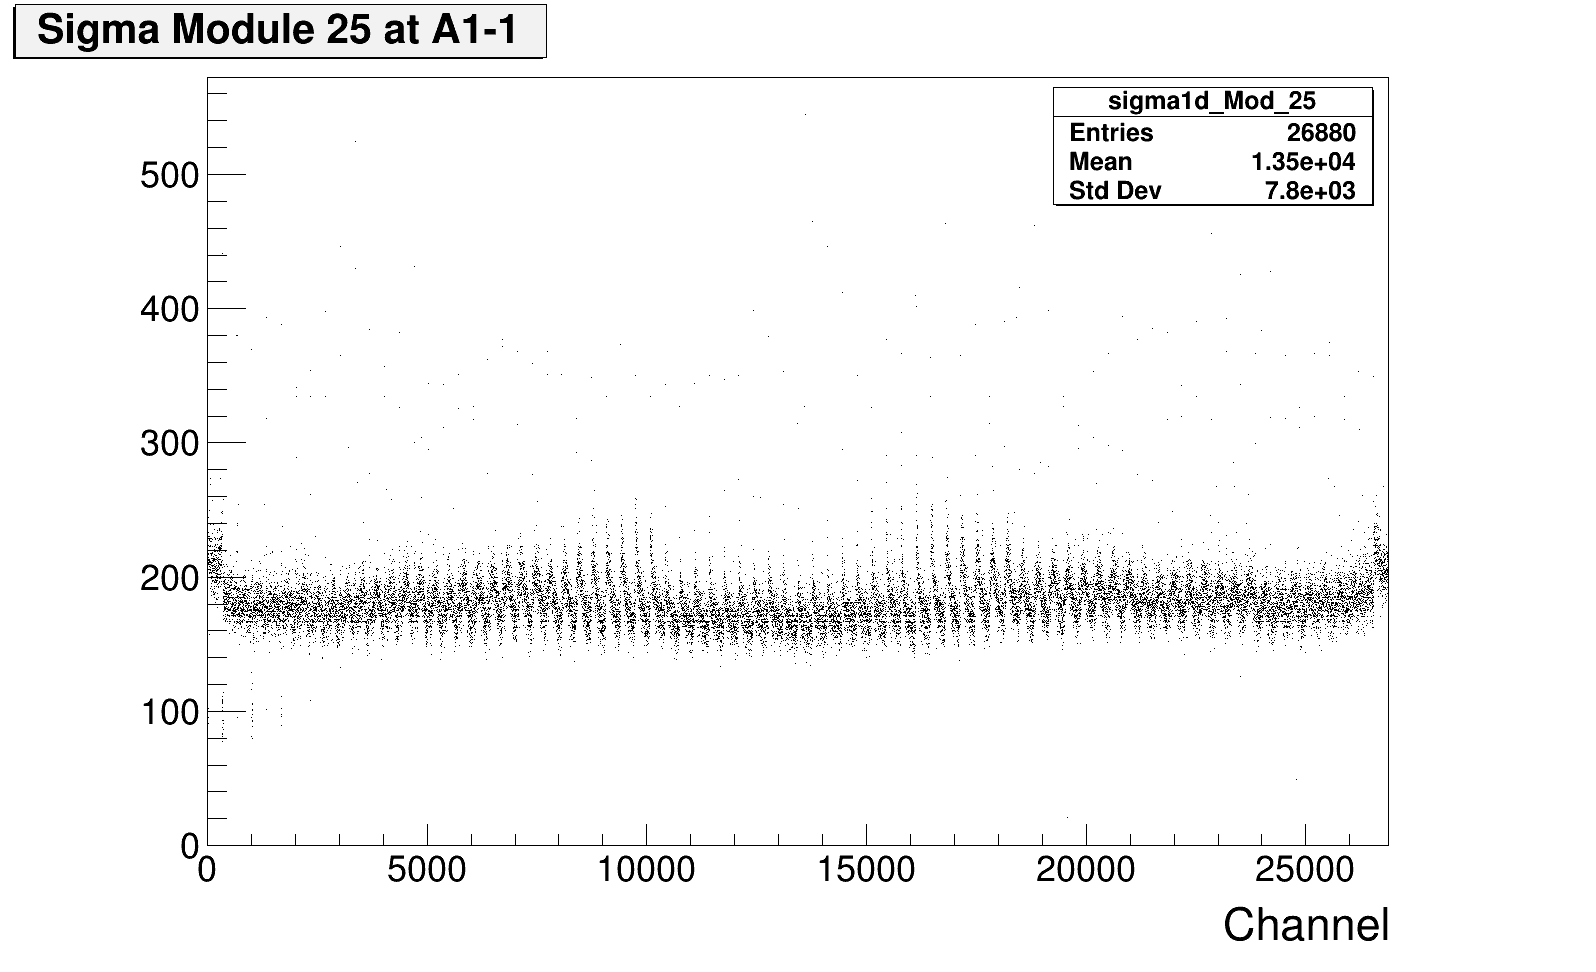 Sigma Module 25 at A1-1
sigma1d_Mod_25
Entries 26880
Mean 1.35e+04
Std Dev 7.8e+03
500
400
300
200
100
0
0 5000 10000 15000 20000 25000
Channel